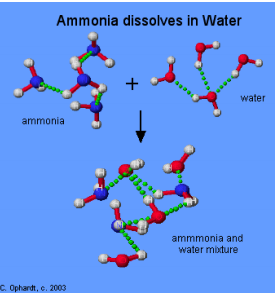 Ammonia dissolves in Water
+
ammonia
water
ammmonia and
water mixture
C. Ophardt, c. 2003